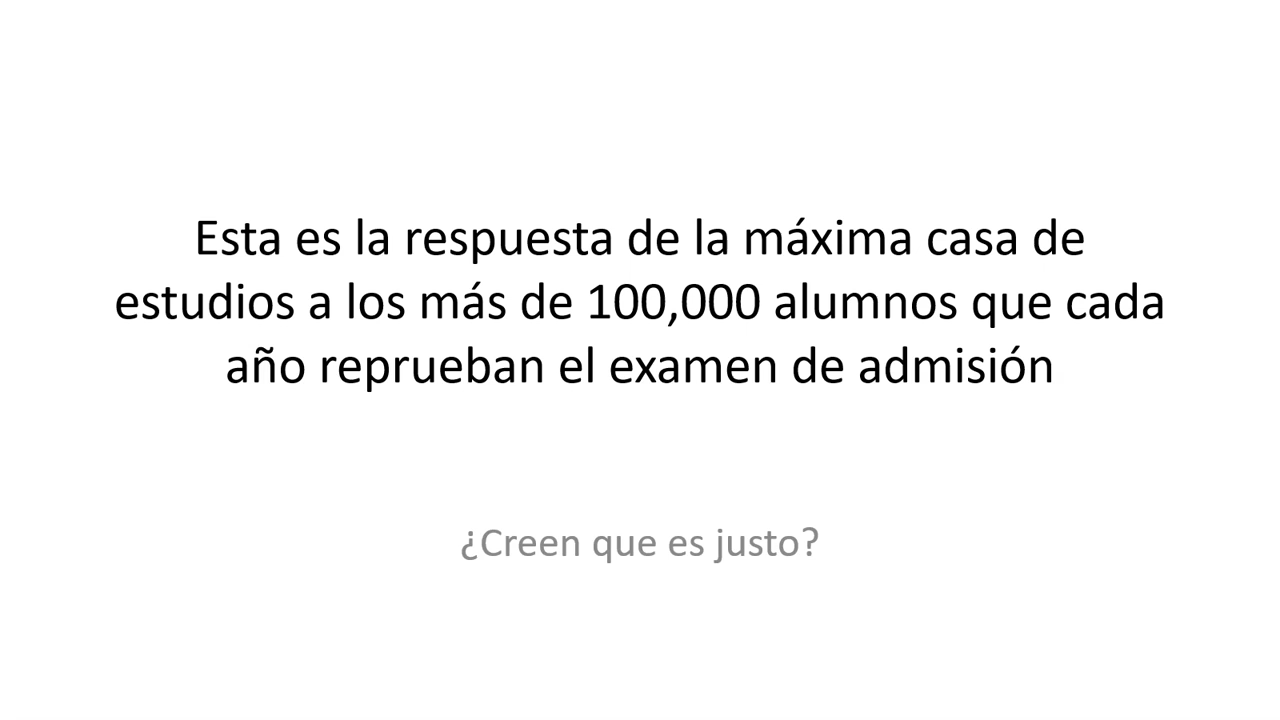 Esta es la respuesta de la máxima casa de
estudios a los más de 100,000 alumnos que cada
año reprueban el examen de admisión
¿Creen que es justo?